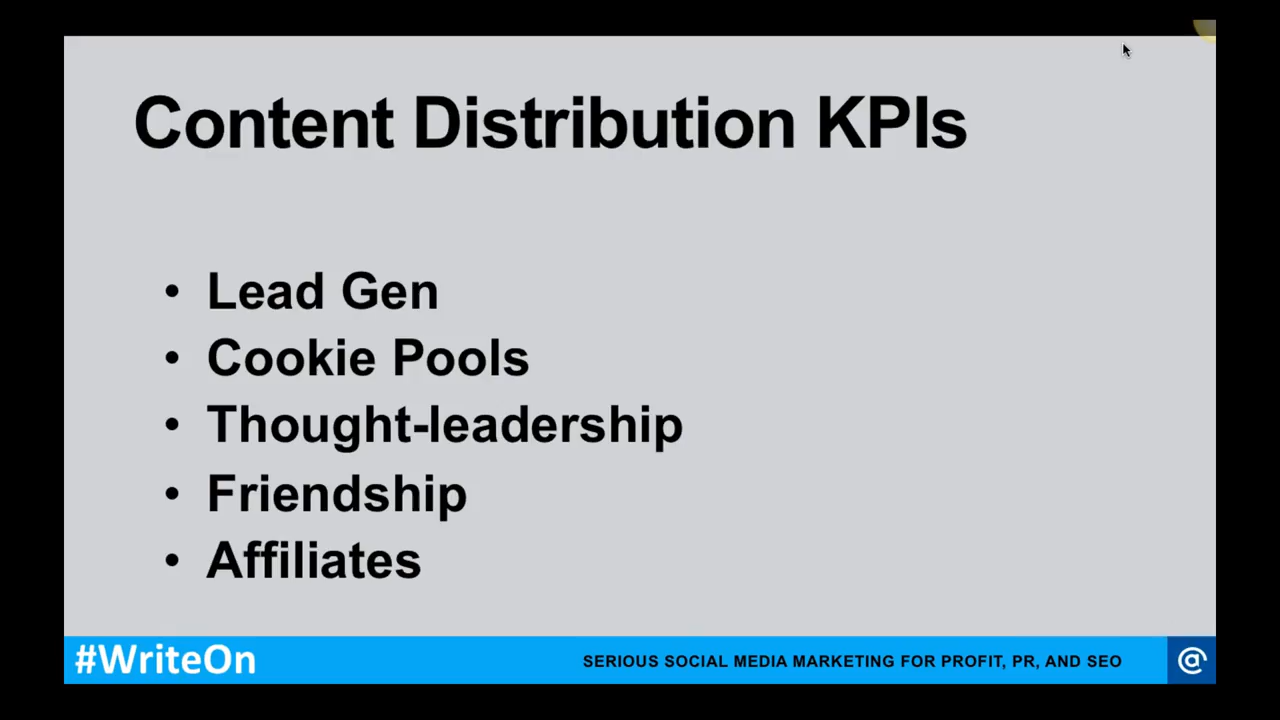 Content Distribution KPIs
• Lead Gen
• Cookie Pools
• Thought-leadership
• Friendship
• Affiliates
#WriteOn
SERIOUS SOCIAL MEDIA MARKETING FOR PROFIT, PR, AND SEO
@